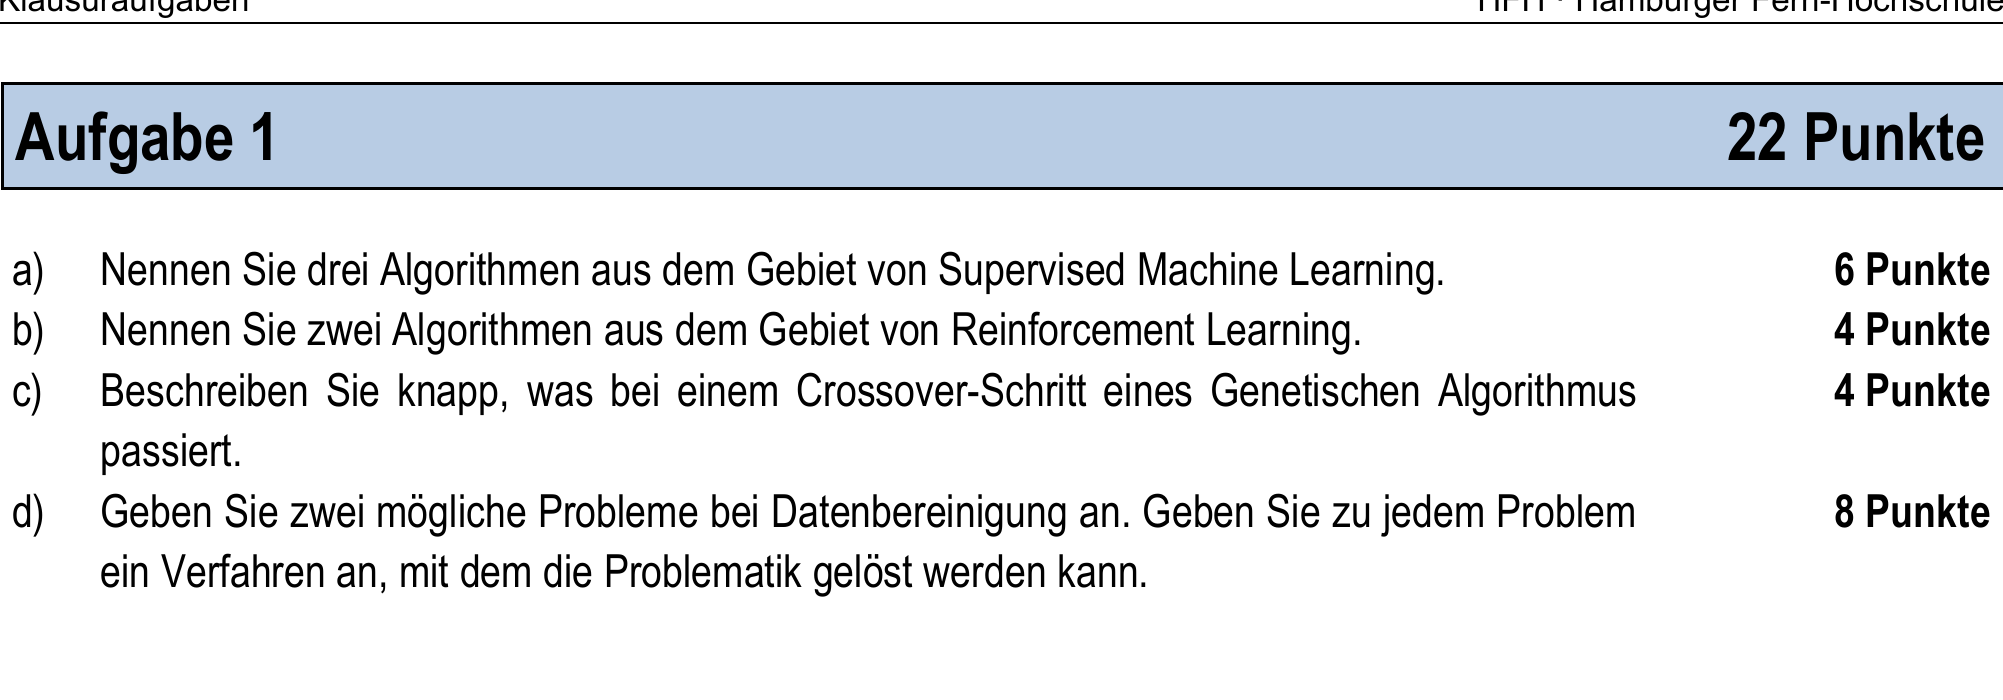 Klausuraufgaben HFH · Hamburger Fern-Hochschule
Aufgabe 1 22 Punkte
a) Nennen Sie drei Algorithmen aus dem Gebiet von Supervised Machine Learning. 6 Punkte
b) Nennen Sie zwei Algorithmen aus dem Gebiet von Reinforcement Learning. 4 Punkte
c) Beschreiben Sie knapp, was bei einem Crossover-Schritt eines Genetischen Algorithmus 4 Punkte
passiert.
d) Geben Sie zwei mögliche Probleme bei Datenbereinigung an. Geben Sie zu jedem Problem 8 Punkte
ein Verfahren an, mit dem die Problematik gelöst werden kann.